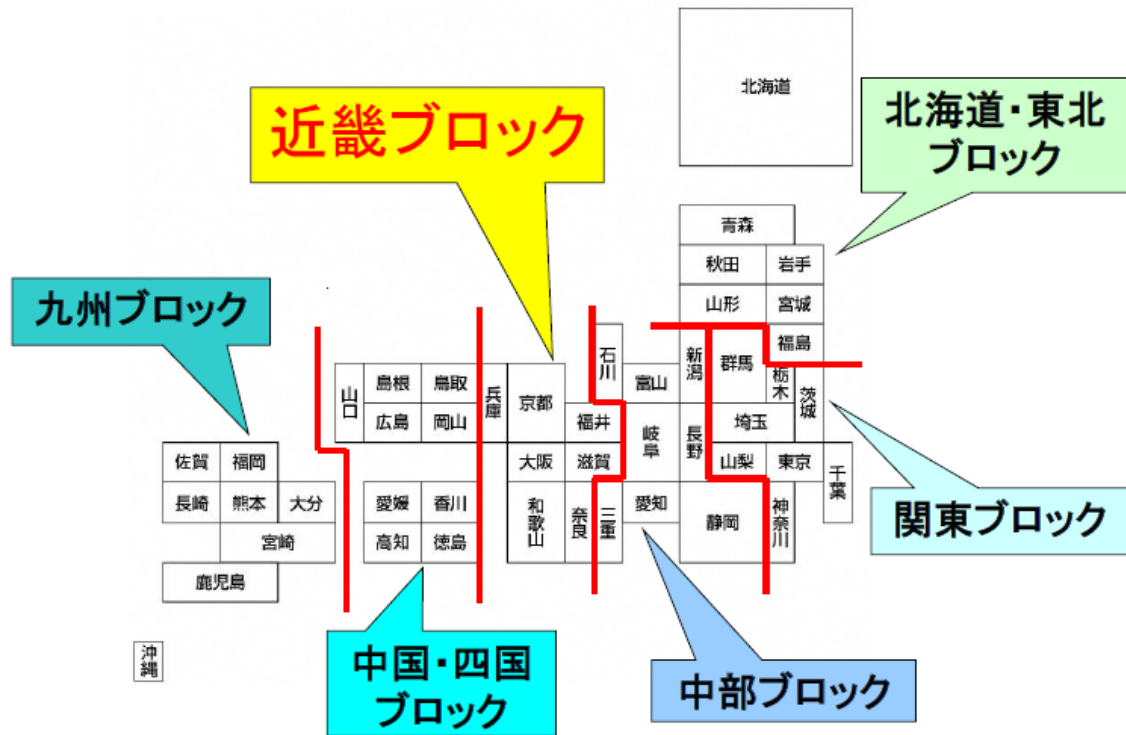 北海道
北海道・東北
ブロック
近畿ブロック
青森
秋田
岩手
九州ブロック
山形
宮城
福島
石川
新潟
群馬
栃木
茨城
山口
島根
鳥取
兵庫
京都
富山
広島
岡山
福井
岐阜
長野
埼玉
佐賀
福岡
大阪
滋賀
山梨
東京
千葉
長崎
熊本
大分
愛媛
香川
和歌山
奈良
三重
愛知
静岡
神奈川
関東ブロック
宮崎
高知
徳島
鹿児島
沖縄
中国・四国
ブロック
中部ブロック